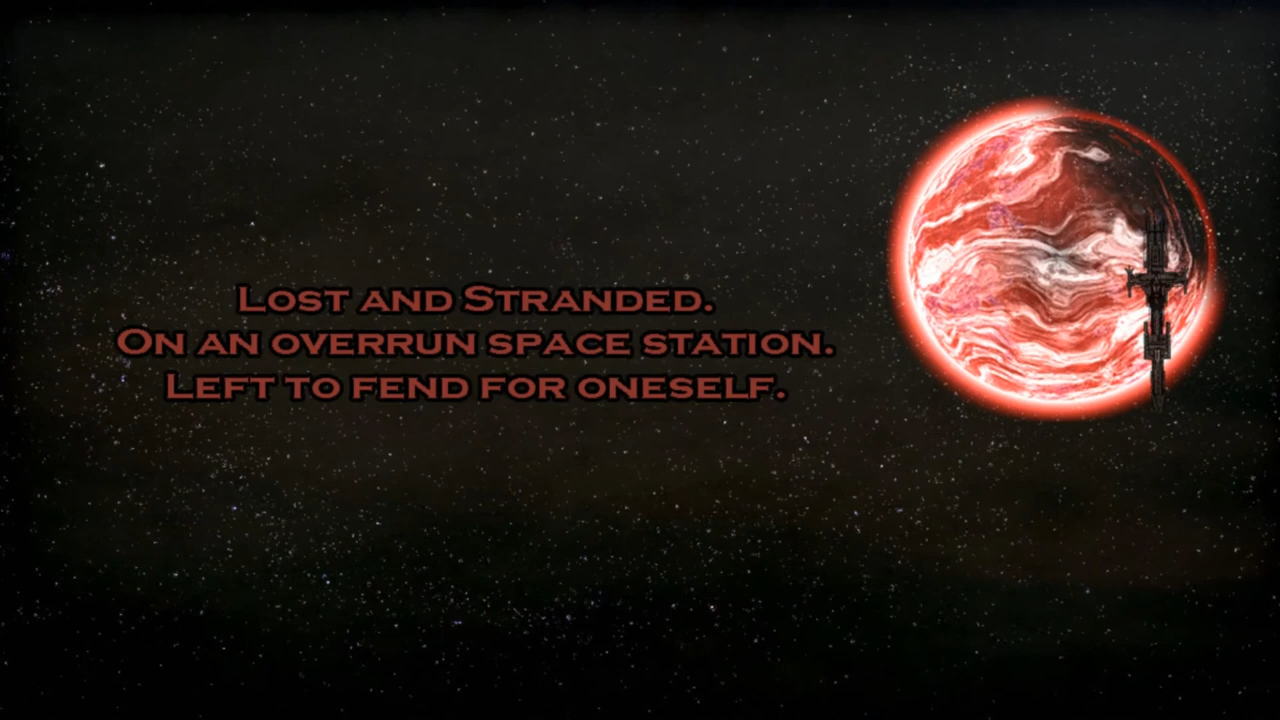 Lost and Stranded.
On an overrun space station.
Left to fend for oneself.